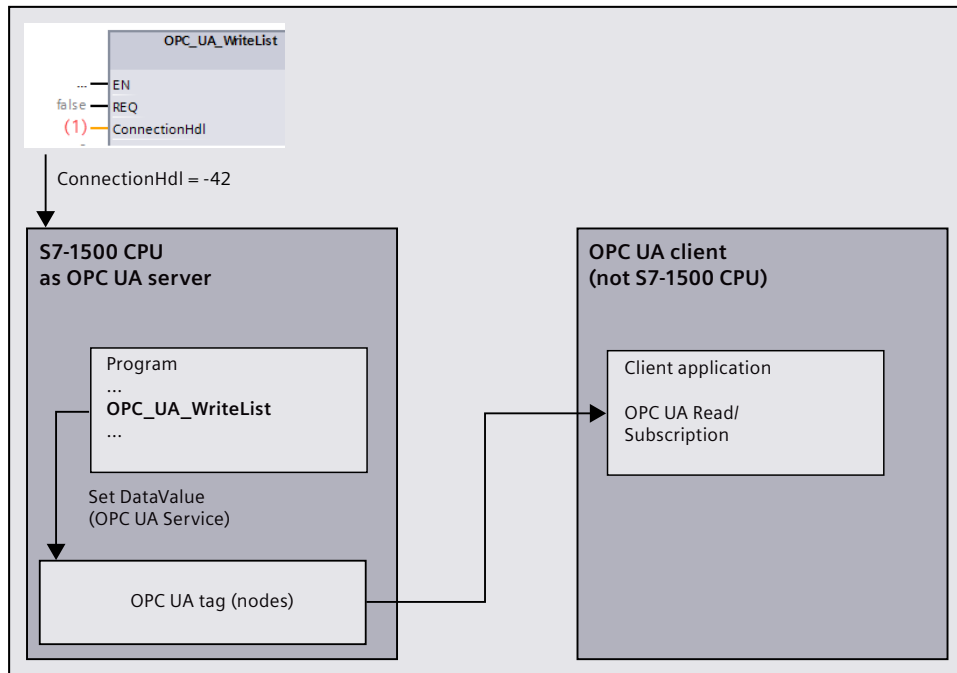 OPC_UA_WriteList
... EN
false REQ
(1) ConnectionHdl
ConnectionHdl = -42
S7-1500 CPU
as OPC UA server
Program
...
OPC_UA_WriteList
...
Set DataValue
(OPC UA Service)
OPC UA tag (nodes)
OPC UA client
(not S7-1500 CPU)
Client application
OPC UA Read/
Subscription